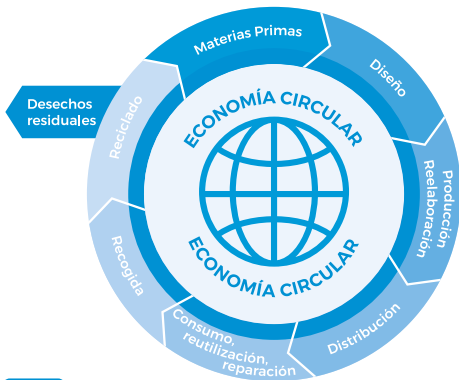 Materias Primas
Diseño
Producción
Reelaboración
Distribución
Consumo,
reutilización,
reparación
Recogida
Reciclado
Desechos
residuales
ECONOMÍA CIRCULAR
ECONOMÍA CIRCULAR